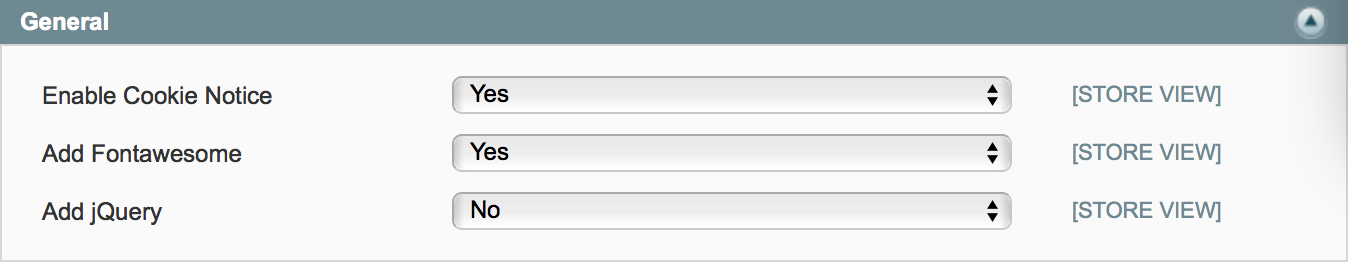 General
Enable Cookie Notice Yes [STORE VIEW]
Add Fontawesome Yes [STORE VIEW]
Add jQuery No [STORE VIEW]